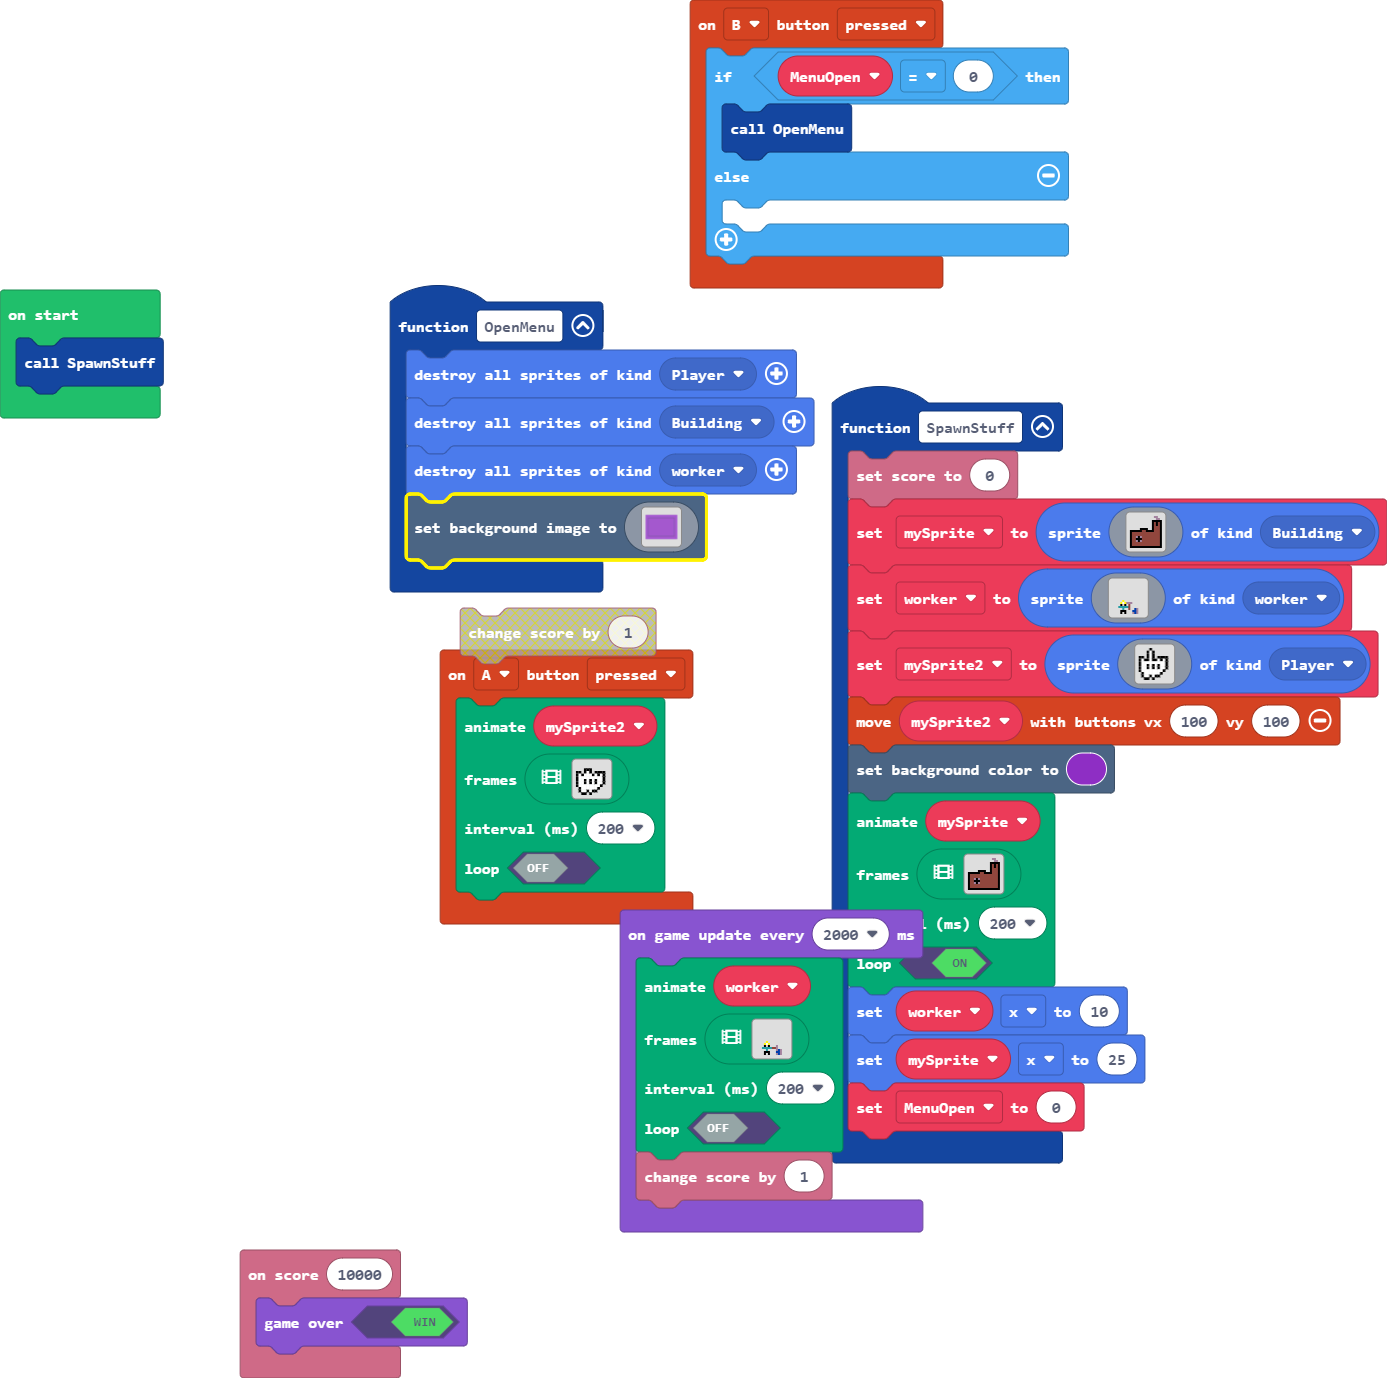 on B button pressed
if MenuOpen = 0 then
call OpenMenu
else
on start
call SpawnStuff
function OpenMenu
destroy all sprites of kind Player
destroy all sprites of kind Building
destroy all sprites of kind worker
set background image to
change score by 1
on A button pressed
animate mySprite2
frames
interval (ms) 200
loop OFF
function SpawnStuff
set score to 0
set mySprite to sprite of kind Building
set worker to sprite of kind worker
set mySprite2 to sprite of kind Player
move mySprite2 with buttons vx 100 vy 100
set background color to
animate mySprite
frames
(ms) 200
loop ON
set worker x to 10
set mySprite x to 25
set MenuOpen to 0
on game update every 2000 ms
animate worker
frames
interval (ms) 200
loop OFF
change score by 1
on score 10000
game over WIN